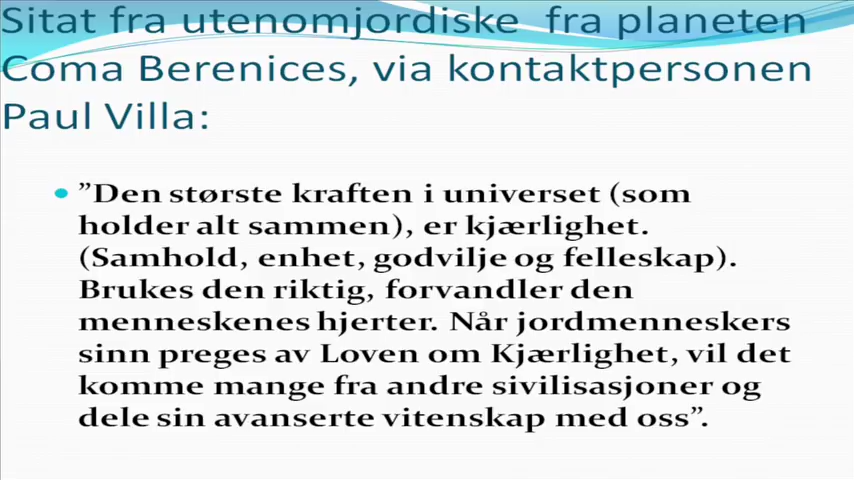 Sitat fra utenomjordiske fra planeten
Coma Berenices, via kontaktpersonen
Paul Villa:
• ”Den største kraften i universet (som
holder alt sammen), er kjærlighet.
(Samhold, enhet, godvilje og felleskap).
Brukes den riktig, forvandler den
menneskenes hjerter. Når jordmenneskers
sinn preges av Loven om Kjærlighet, vil det
komme mange fra andre sivilisasjoner og
dele sin avanserte vitenskap med oss”.